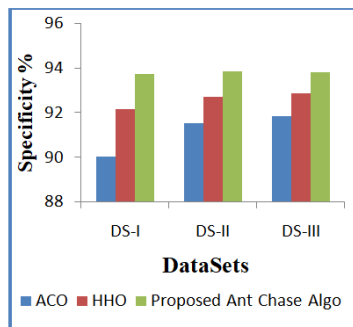 Specificity %
96
94
92
90
88
DS-I DS-II DS-III
DataSets
ACO HHO Proposed Ant Chase Algo